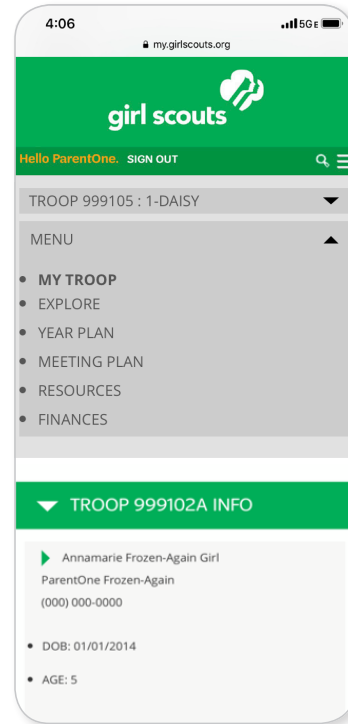 4:06
5G E
my.girlscouts.org
girl scouts
Hello ParentOne. SIGN OUT
TROOP 999105 : 1-DAISY
MENU
MY TROOP
EXPLORE
YEAR PLAN
MEETING PLAN
RESOURCES
FINANCES
TROOP 999102A INFO
Annamarie Frozen-Again Girl
ParentOne Frozen-Again
(000) 000-0000
DOB: 01/01/2014
AGE: 5